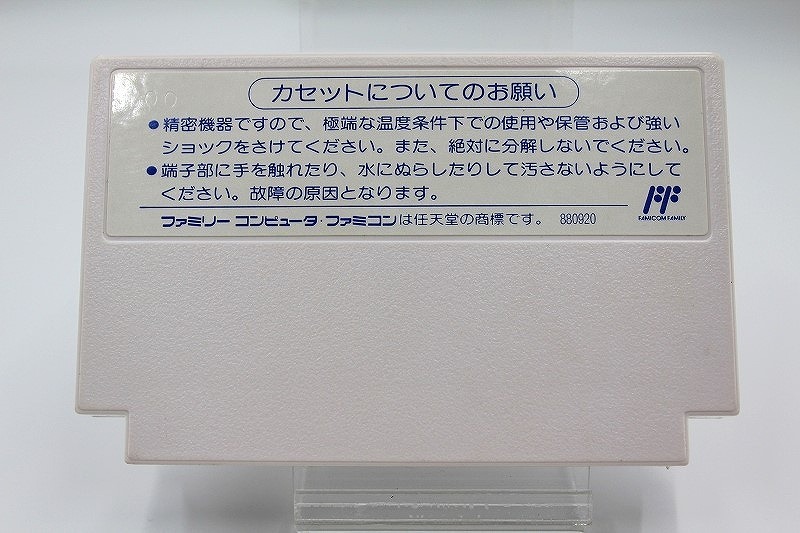 カセットについてのお願い
●精密機器ですので、極端な温度条件下での使用や保管および強い
ショックをさけてください。また、絶対に分解しないでください。
●端子部に手を触れたり、水にぬらしたりして汚さないようにして
ください。故障の原因となります。
FAMICOM FAMILY
ファミリー コンピュータ・ファミコンは任天堂の商標です。 880920